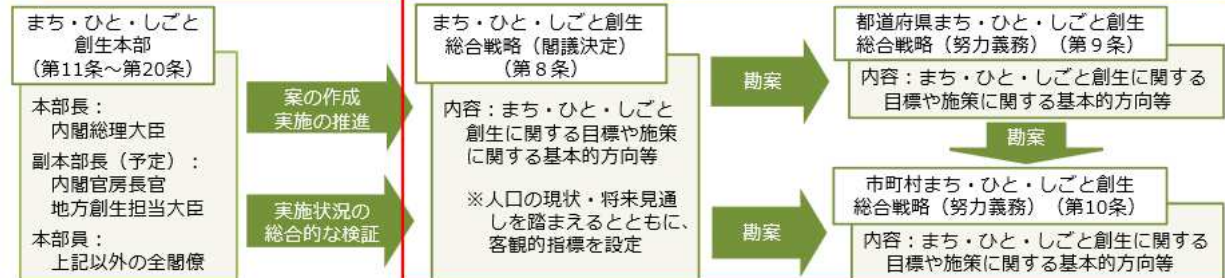 まち・ひと・しごと
創生本部
（第11条～第20条）
本部長：
内閣総理大臣
副本部長（予定）：
内閣官房長官
地方創生担当大臣
本部員：
上記以外の全閣僚
案の作成
実施の推進
実施状況の
総合的な検証
まち・ひと・しごと創生
総合戦略（閣議決定）
（第８条）
内容：まち・ひと・しごと
創生に関する目標や施策
に関する基本的方向等
※人口の現状・将来見通
しを踏まえるとともに、
客観的指標を設定
勘案
勘案
都道府県まち・ひと・しごと創生
総合戦略（努力義務）（第９条）
内容：まち・ひと・しごと創生に関する
目標や施策に関する基本的方向等
勘案
市町村まち・ひと・しごと創生
総合戦略（努力義務）（第10条）
内容：まち・ひと・しごと創生に関する
目標や施策に関する基本的方向等